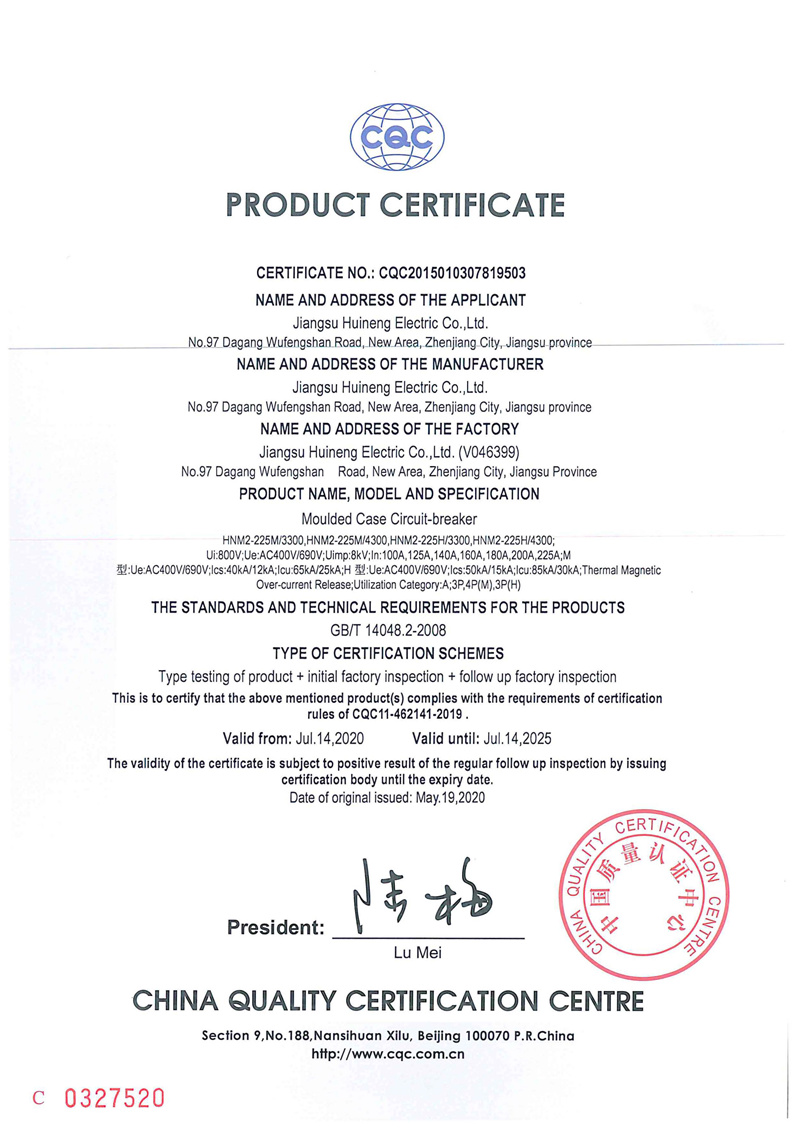 CQC
PRODUCT CERTIFICATE
CERTIFICATE NO.: CQC2015010307819503
NAME AND ADDRESS OF THE APPLICANT
Jiangsu Huineng Electric Co.,Ltd.
No.97 Dagang Wufengshan Road, New Area, Zhenjiang City, Jiangsu province
NAME AND ADDRESS OF THE MANUFACTURER
Jiangsu Huineng Electric Co.,Ltd.
No.97 Dagang Wufengshan Road, New Area, Zhenjiang City, Jiangsu province
NAME AND ADDRESS OF THE FACTORY
Jiangsu Huineng Electric Co.,Ltd. (V046399)
No.97 Dagang Wufengshan Road, New Area, Zhenjiang City, Jiangsu Province
PRODUCT NAME, MODEL AND SPECIFICATION
Moulded Case Circuit-breaker
HNM2-225M/3300,HNM2-225M/4300,HNM2-225H/3300,HNM2-225H/4300;
Ui:800V;Ue:AC400V/690V;Uimp:8kV;In:100A,125A,140A,160A,180A,200A,225A;M
型:Ue:AC400V/690V;Ics:40kA/12kA;Icu:65kA/25kA;H 型:Ue:AC400V/690V;Ics:50kA/15kA;Icu:85kA/30kA;Thermal Magnetic
Over-current Release;Utilization Category:A;3P,4P(M),3P(H)
THE STANDARDS AND TECHNICAL REQUIREMENTS FOR THE PRODUCTS
GB/T 14048.2-2008
TYPE OF CERTIFICATION SCHEMES
Type testing of product + initial factory inspection + follow up factory inspection
This is to certify that the above mentioned product(s) complies with the requirements of certification
rules of CQC11-462141-2019 .
Valid from: Jul.14,2020 Valid until: Jul.14,2025
The validity of the certificate is subject to positive result of the regular follow up inspection by issuing
certification body until the expiry date.
Date of original issued: May.19,2020
CHINA QUALITY CERTIFICATION CENTRE
中国质量认证中心
陆梅
President:
Lu Mei
CHINA QUALITY CERTIFICATION CENTRE
Section 9,No.188,Nansihuan Xilu, Beijing 100070 P.R.China
http://www.cqc.com.cn
C 0327520